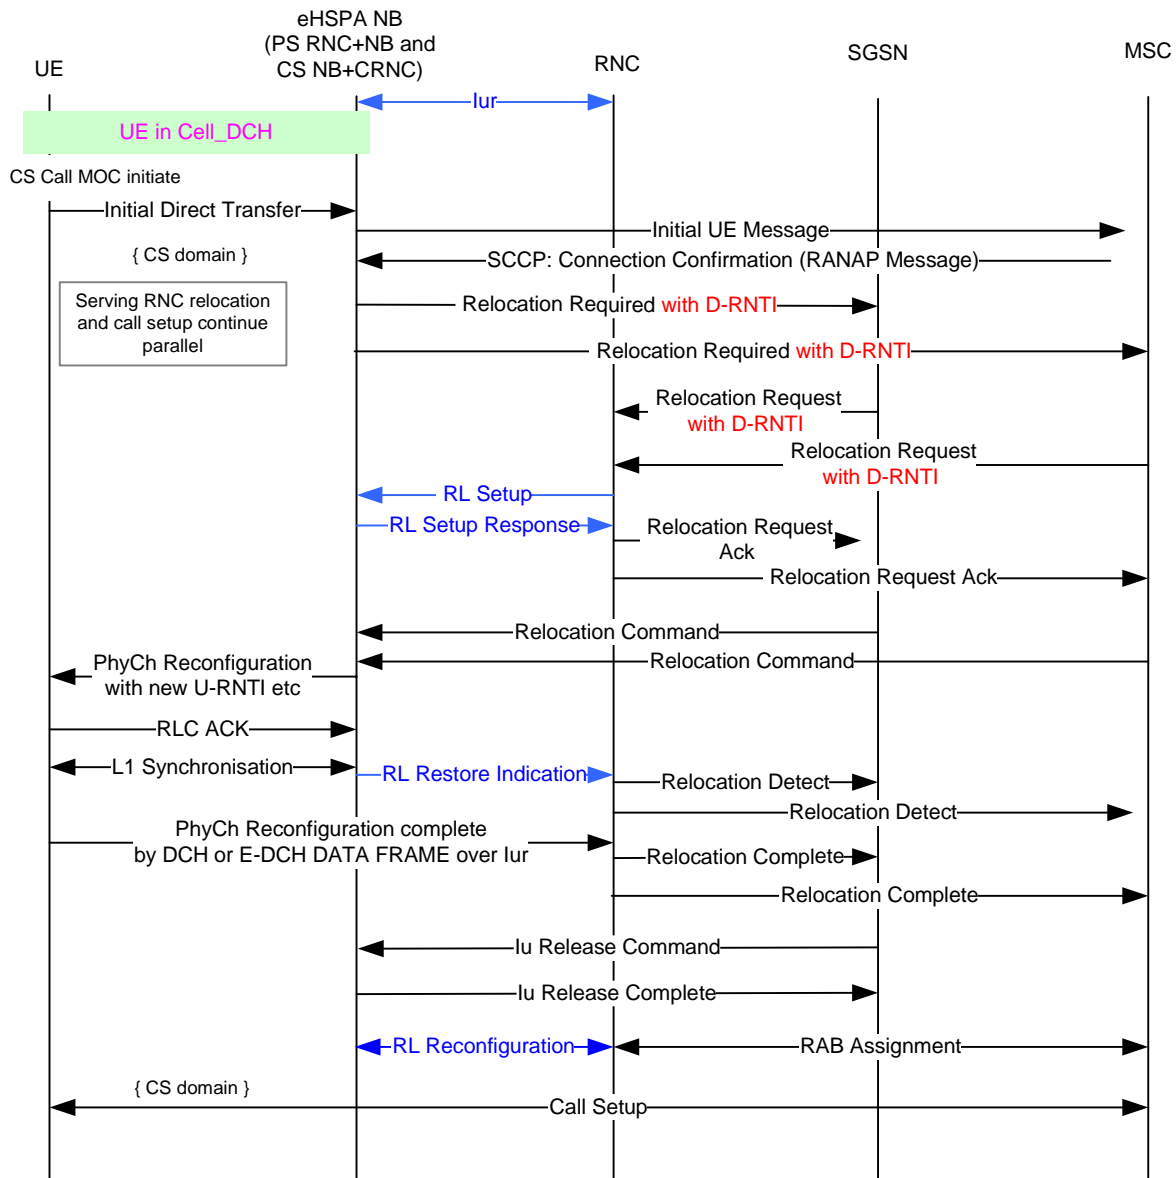 eHSPA NB
(PS RNC+NB and
CS NB+CRNC)
UE
RNC
SGSN
MSC
Iur
UE in Cell_DCH
CS Call MOC initiate
Initial Direct Transfer
Initial UE Message
{ CS domain }
SCCP: Connection Confirmation (RANAP Message)
Serving RNC relocation
and call setup continue
parallel
Relocation Required with D-RNTI
Relocation Required with D-RNTI
Relocation Request
with D-RNTI
Relocation Request
with D-RNTI
RL Setup
RL Setup Response
Relocation Request
Ack
Relocation Request Ack
Relocation Command
Relocation Command
PhyCh Reconfiguration
with new U-RNTI etc
RLC ACK
L1 Synchronisation
RL Restore Indication
Relocation Detect
Relocation Detect
PhyCh Reconfiguration complete
by DCH or E-DCH DATA FRAME over Iur
Relocation Complete
Relocation Complete
Iu Release Command
Iu Release Complete
RL Reconfiguration
RAB Assignment
{ CS domain }
Call Setup